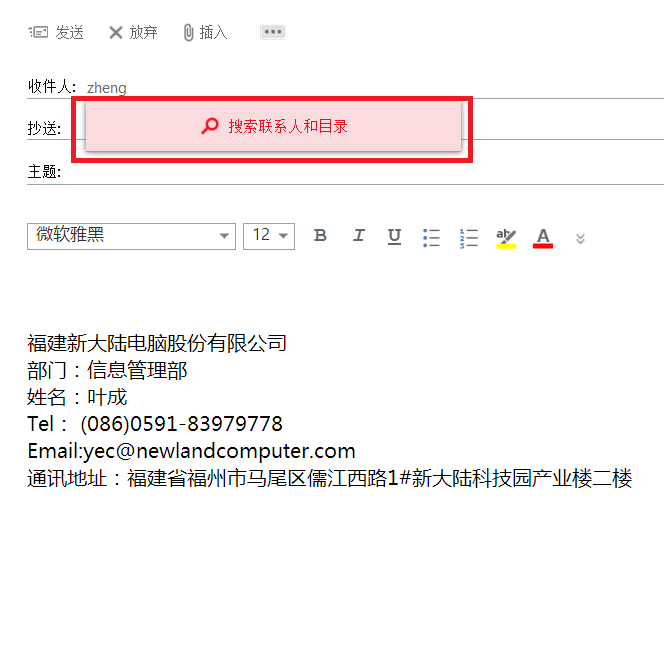 发送 放弃 插入
收件人: zheng
搜索联系人和目录
抄送:
主题:
微软雅黑 12 B I U ab A
福建新大陆电脑股份有限公司
部门：信息管理部
姓名：叶成
Tel： (086)0591-83979778
Email:yec@newlandcomputer.com
通讯地址：福建省福州市马尾区儒江西路1#新大陆科技园产业楼二楼